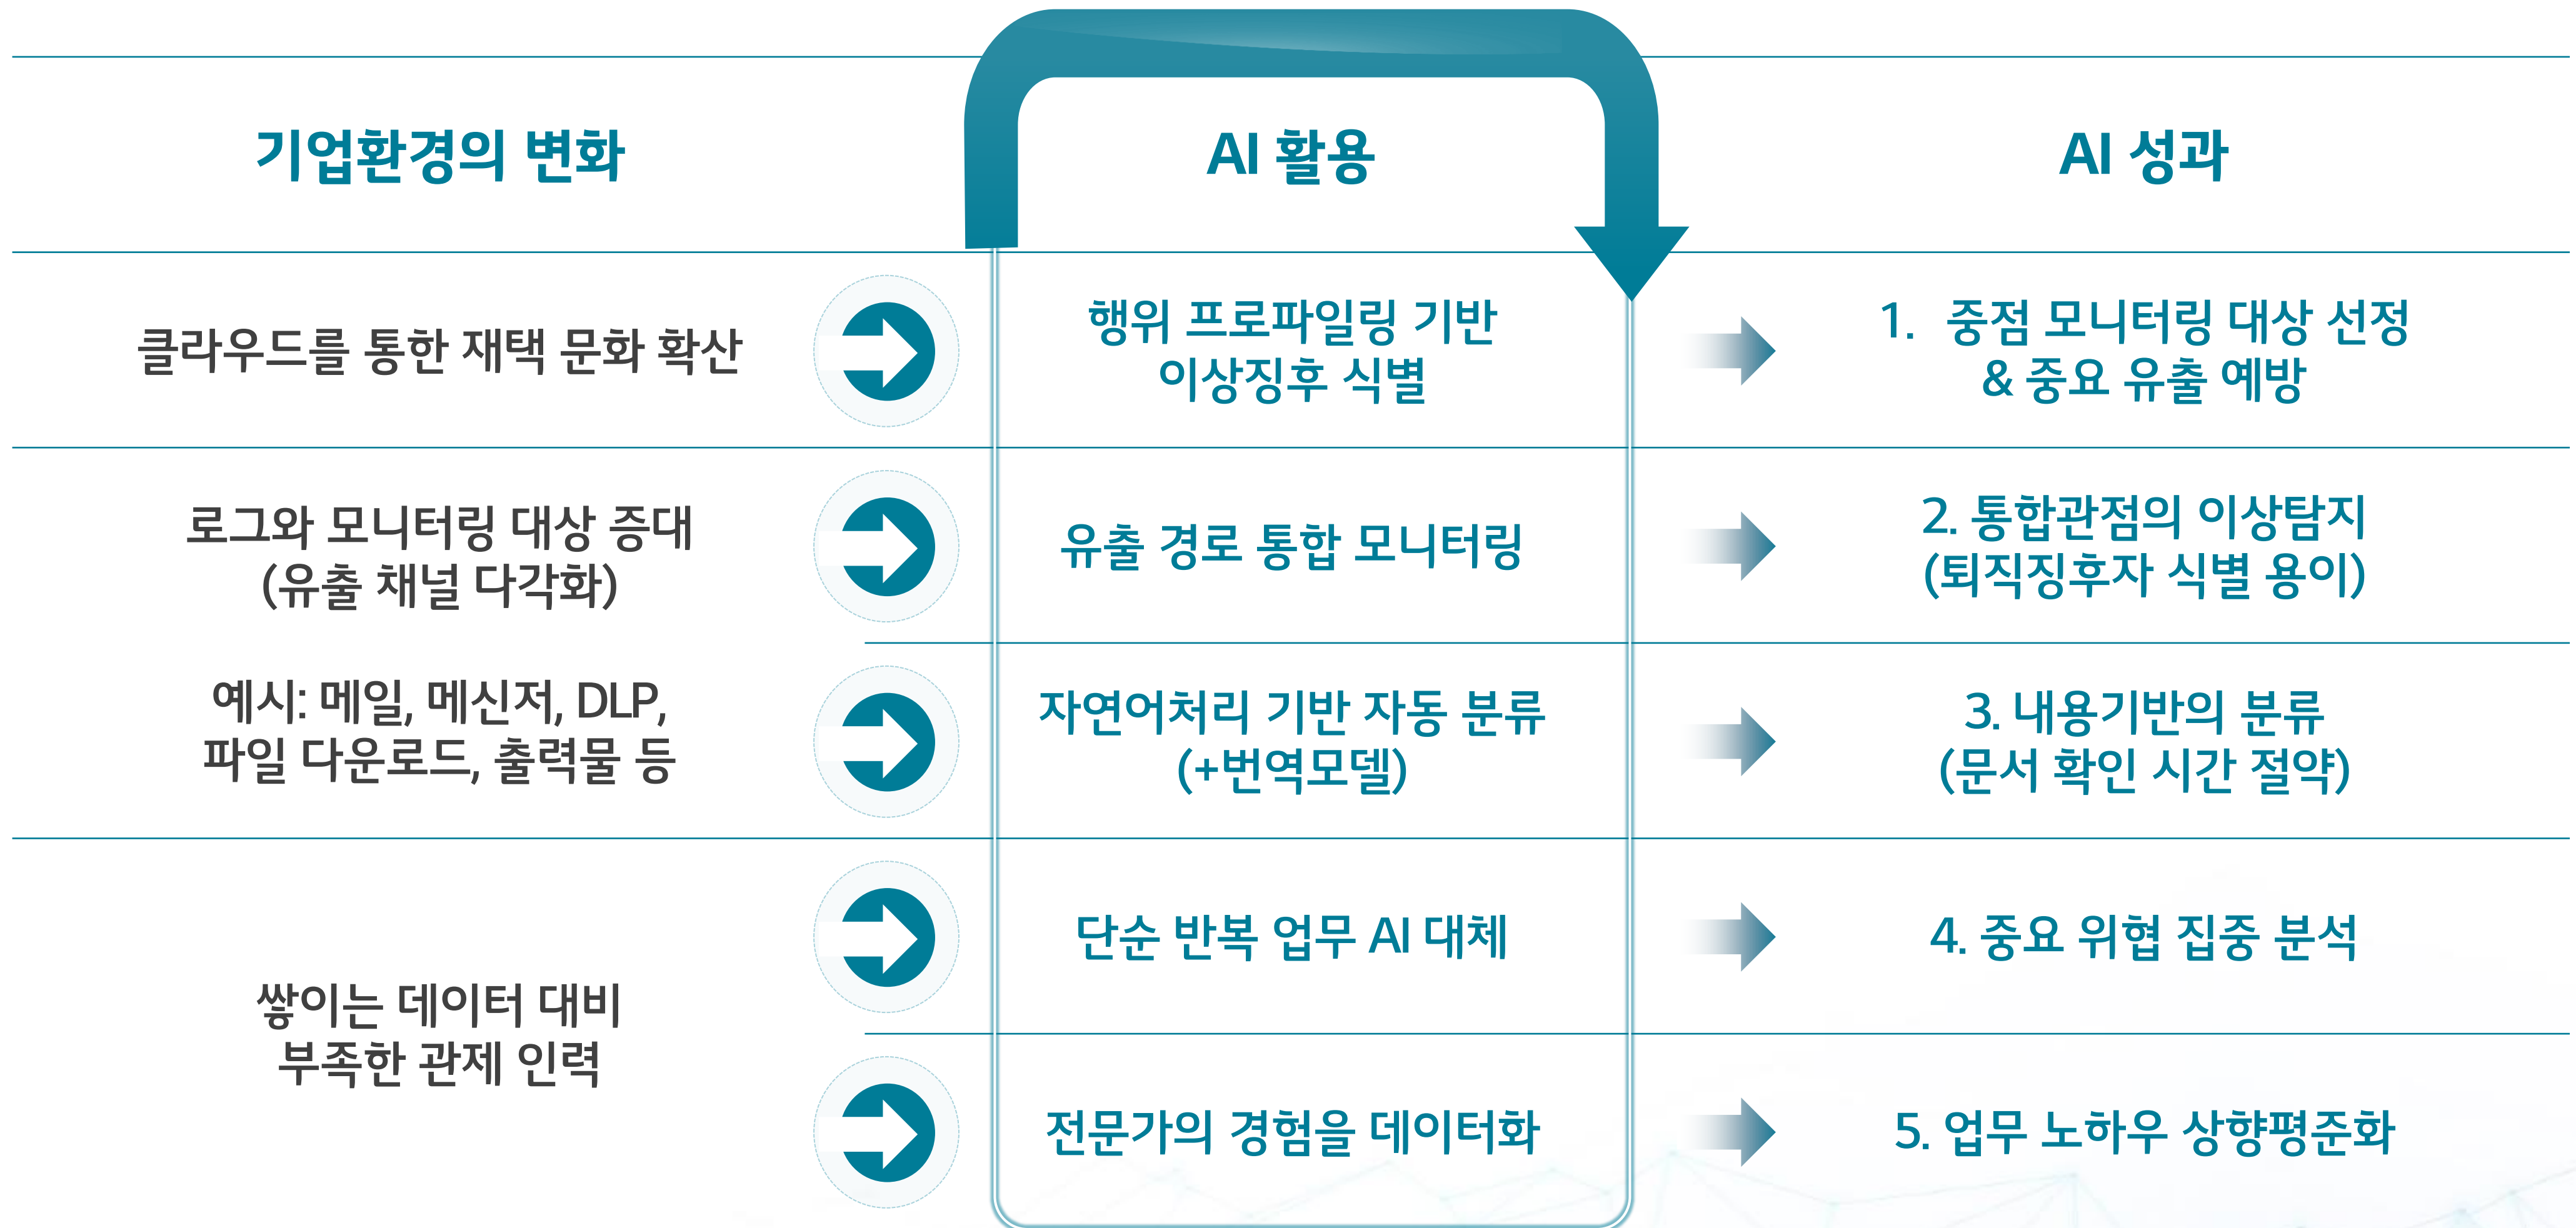 기업환경의 변화
AI 활용
AI 성과
클라우드를 통한 재택 문화 확산
행위 프로파일링 기반
이상징후 식별
1. 중점 모니터링 대상 선정
& 중요 유출 예방
로그와 모니터링 대상 증대
(유출 채널 다각화)
예시: 메일, 메신저, DLP,
파일 다운로드, 출력물 등
유출 경로 통합 모니터링
2. 통합관점의 이상탐지
(퇴직징후자 식별 용이)
자연어처리 기반 자동 분류
(+번역모델)
3. 내용기반의 분류
(문서 확인 시간 절약)
쌓이는 데이터 대비
부족한 관제 인력
단순 반복 업무 AI 대체
4. 중요 위협 집중 분석
전문가의 경험을 데이터화
5. 업무 노하우 상향평준화